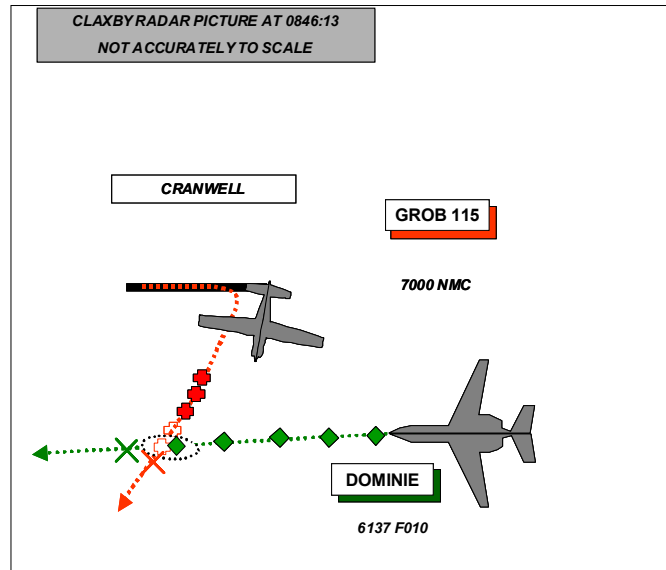 CLAXBY RADAR PICTURE AT 0846:13
NOT ACCURATELY TO SCALE
CRANWELL
GROB 115
7000 NMC
DOMINIE
6137 F010